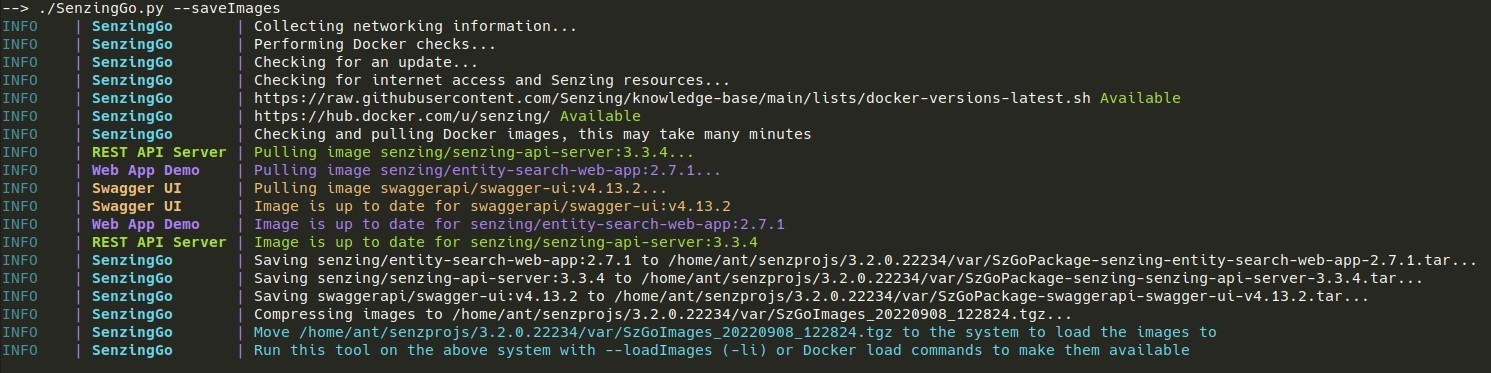 --> ./SenzingGo.py --saveImages
INFO | SenzingGo | Collecting networking information...
INFO | SenzingGo | Performing Docker checks...
INFO | SenzingGo | Checking for an update...
INFO | SenzingGo | Checking for internet access and Senzing resources...
INFO | SenzingGo | https://raw.githubusercontent.com/Senzing/knowledge-base/main/lists/docker-versions-latest.sh Available
INFO | SenzingGo | https://hub.docker.com/u/senzing/ Available
INFO | SenzingGo | Checking and pulling Docker images, this may take many minutes
INFO | REST API Server | Pulling image senzing/senzing-api-server:3.3.4...
INFO | Web App Demo | Pulling image senzing/entity-search-web-app:2.7.1...
INFO | Swagger UI | Pulling image swaggerapi/swagger-ui:v4.13.2...
INFO | Swagger UI | Image is up to date for swaggerapi/swagger-ui:v4.13.2
INFO | Web App Demo | Image is up to date for senzing/entity-search-web-app:2.7.1
INFO | REST API Server | Image is up to date for senzing/senzing-api-server:3.3.4
INFO | SenzingGo | Saving senzing/entity-search-web-app:2.7.1 to /home/ant/senzprojs/3.2.0.22234/var/SzGoPackage-senzing-entity-search-web-app-2.7.1.tar...
INFO | SenzingGo | Saving senzing/senzing-api-server:3.3.4 to /home/ant/senzprojs/3.2.0.22234/var/SzGoPackage-senzing-senzing-api-server-3.3.4.tar...
INFO | SenzingGo | Saving swaggerapi/swagger-ui:v4.13.2 to /home/ant/senzprojs/3.2.0.22234/var/SzGoPackage-swaggerapi-swagger-ui-v4.13.2.tar...
INFO | SenzingGo | Compressing images to /home/ant/senzprojs/3.2.0.22234/var/SzGoImages_20220908_122824.tgz...
INFO | SenzingGo | Move /home/ant/senzprojs/3.2.0.22234/var/SzGoImages_20220908_122824.tgz to the system to load the images to
INFO | SenzingGo | Run this tool on the above system with --loadImages (-li) or Docker load commands to make them available